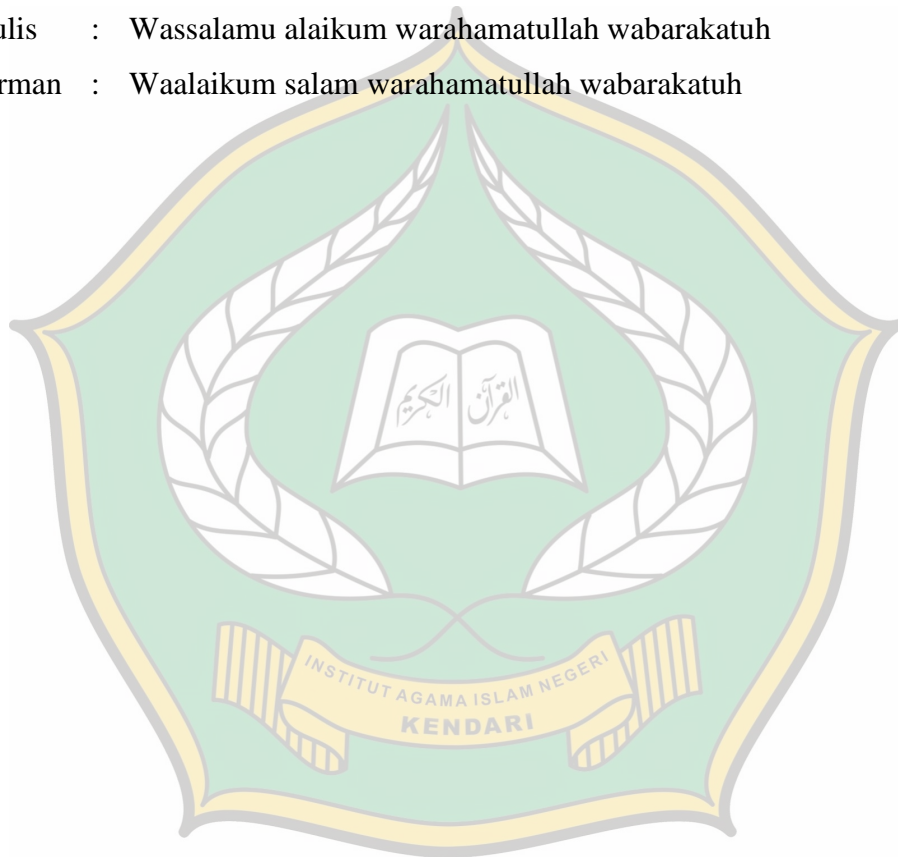 ulis : Wassalamu alaikum warahamatullah wabarakatuh
rman : Waalaikum salam warahamatullah wabarakatuh
القرآن الكريم
INSTITUT AGAMA ISLAM NEGERI
KENDARI